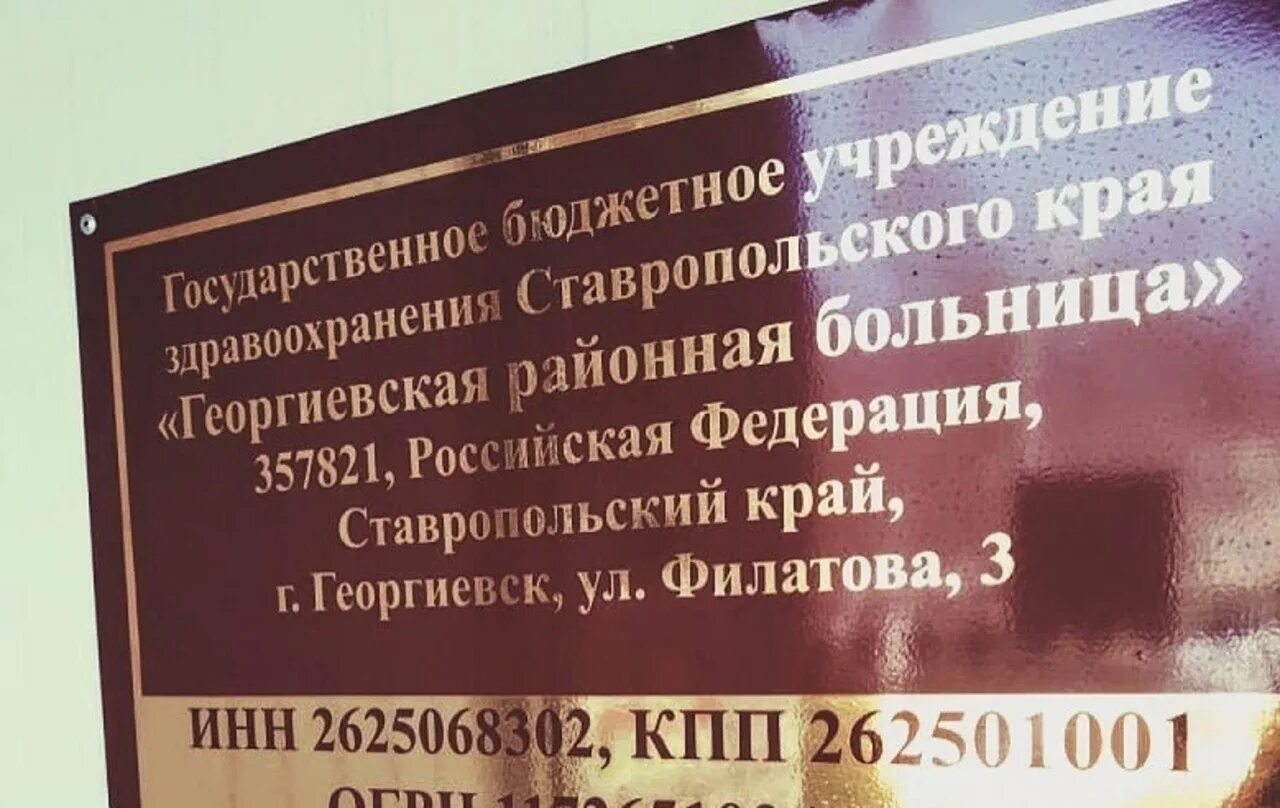 Государственное бюджетное учреждение
здравоохранения Ставропольского края
«Георгиевская районная больница»
357821, Российская Федерация,
Ставропольский край,
г. Георгиевск, ул. Филатова, 3
ИНН 2625068302, КПП 262501001
ОГРН